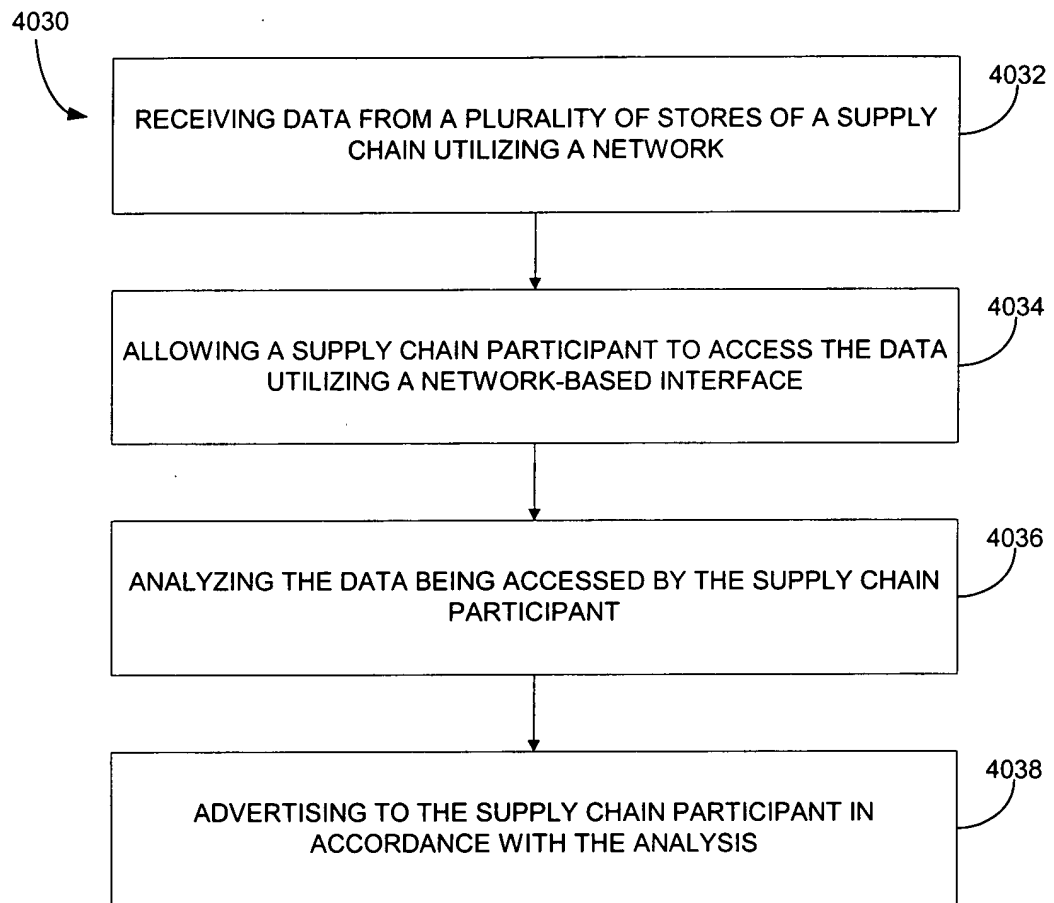 4030
4032
RECEIVING DATA FROM A PLURALITY OF STORES OF A SUPPLY
CHAIN UTILIZING A NETWORK
4034
ALLOWING A SUPPLY CHAIN PARTICIPANT TO ACCESS THE DATA
UTILIZING A NETWORK-BASED INTERFACE
4036
ANALYZING THE DATA BEING ACCESSED BY THE SUPPLY CHAIN
PARTICIPANT
4038
ADVERTISING TO THE SUPPLY CHAIN PARTICIPANT IN
ACCORDANCE WITH THE ANALYSIS